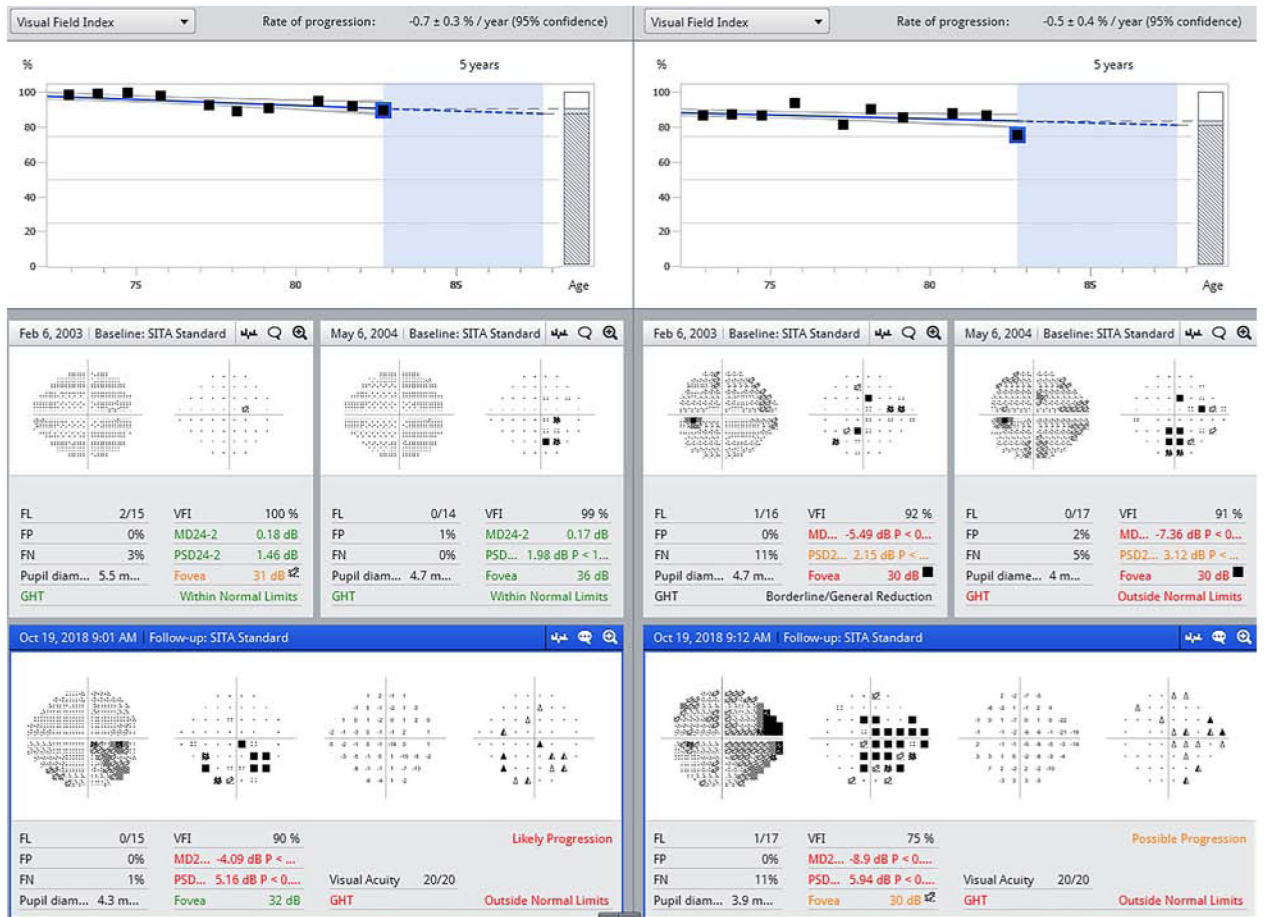 Visual Field Index
Rate of progression: -0.7 ± 0.3 % / year (95% confidence)
%
5 years
100
80
60
40
20
0
75
80
85
Age
Feb 6, 2003 | Baseline: SITA Standard
FL 2/15 VFI 100 %
FP 0% MD24-2 0.18 dB
FN 3% PSD24-2 1.46 dB
Pupil diam... 5.5 m... Fovea 31 dB
GHT Within Normal Limits
May 6, 2004 | Baseline: SITA Standard
FL 0/14 VFI 99 %
FP 1% MD24-2 0.17 dB
FN 0% PSD... 1.98 dB P < 1...
Pupil diam... 4.7 m... Fovea 36 dB
GHT Within Normal Limits
Oct 19, 2018 9:01 AM | Follow-up: SITA Standard
FL 0/15 VFI 90 % Likely Progression
FP 0% MD2... -4.09 dB P < ...
FN 1% PSD... 5.16 dB P < 0.... Visual Acuity 20/20
Pupil diam... 4.3 m... Fovea 32 dB GHT Outside Normal Limits
Visual Field Index
Rate of progression: -0.5 ± 0.4 % / year (95% confidence)
%
5 years
100
80
60
40
20
0
75
80
85
Age
Feb 6, 2003 | Baseline: SITA Standard
FL 1/16 VFI 92 %
FP 0% MD... -5.49 dB P < 0...
FN 11% PSD2... 2.15 dB P < ...
Pupil diam... 4.7 m... Fovea 30 dB
GHT Borderline/General Reduction
May 6, 2004 | Baseline: SITA Standard
FL 0/17 VFI 91 %
FP 2% MD... -7.36 dB P < 0...
FN 5% PSD2... 3.12 dB P < ...
Pupil diame... 4 m... Fovea 30 dB
GHT Outside Normal Limits
Oct 19, 2018 9:12 AM | Follow-up: SITA Standard
FL 1/17 VFI 75 % Possible Progression
FP 0% MD2... -8.9 dB P < 0....
FN 11% PSD... 5.94 dB P < 0.... Visual Acuity 20/20
Pupil diam... 3.9 m... Fovea 30 dB GHT Outside Normal Limits